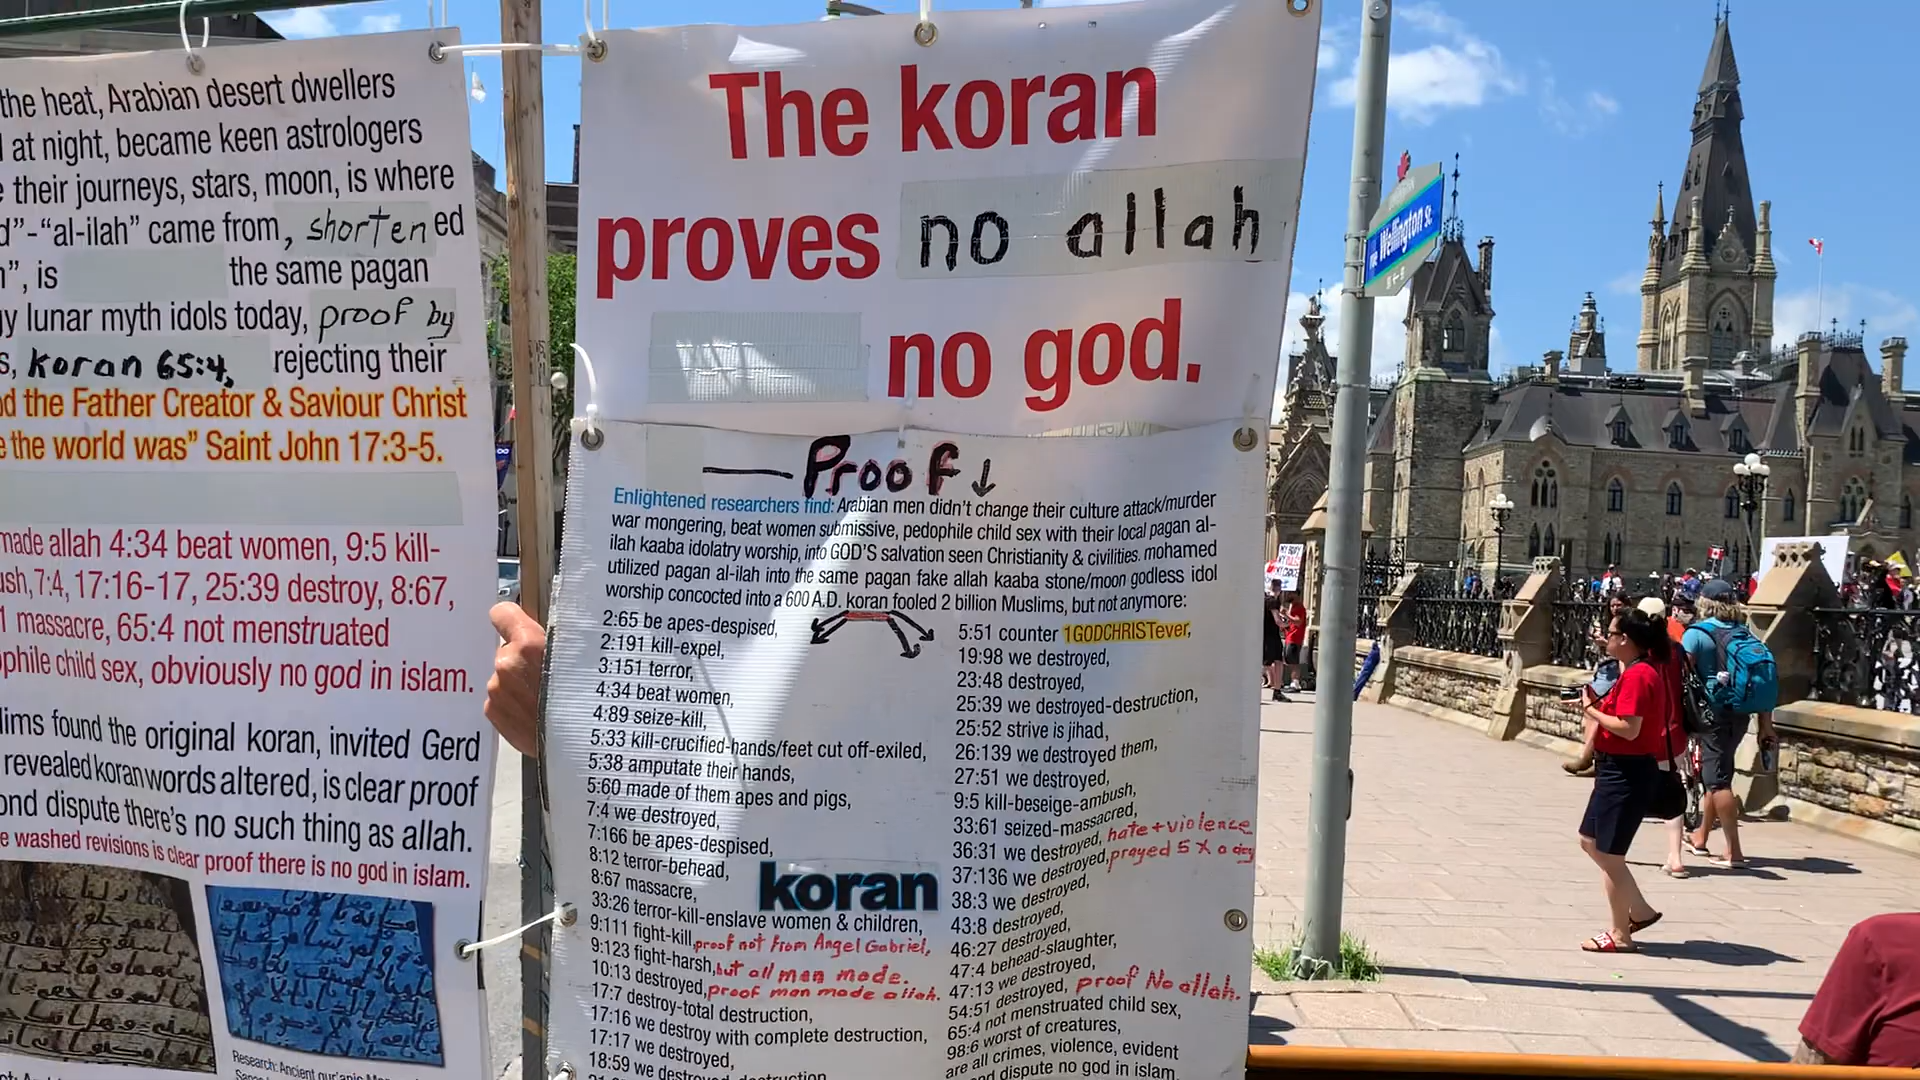 the heat, Arabian desert dwellers
at night, became keen astrologers
their journeys, stars, moon, is where
d”-“al-ilah” came from, shortened
”, is the same pagan
gy lunar myth idols today, proof by
s, koran 65:4, rejecting their
the Father Creator & Saviour Christ
the world was” Saint John 17:3-5.
made allah 4:34 beat women, 9:5 kill-
ush, 7:4, 17:16-17, 25:39 destroy, 8:67,
massacre, 65:4 not menstruated
ophile child sex, obviously no god in islam.
lims found the original koran, invited Gerd
revealed koran words altered, is clear proof
ond dispute there’s no such thing as allah.
washed revisions is clear proof there is no god in islam.
The koran
proves no allah
no god.
—Proof↓
Enlightened researchers find: Arabian men didn’t change their culture attack/murder
war mongering, beat women submissive, pedophile child sex with their local pagan al-
ilah kaaba idolatry worship, into GOD’S salvation seen Christianity & civilities. mohamed
utilized pagan al-ilah into the same pagan fake allah kaaba stone/moon godless idol
worship concocted into a 600 A.D. koran fooled 2 billion Muslims, but not anymore:
2:65 be apes-despised,
2:191 kill-expel,
3:151 terror,
4:34 beat women,
4:89 seize-kill,
5:33 kill-crucified-hands/feet cut off-exiled,
5:38 amputate their hands,
5:60 made of them apes and pigs,
7:4 we destroyed,
7:166 be apes-despised,
8:12 terror-behead,
8:67 massacre,
koran
33:26 terror-kill-enslave women & children,
9:111 fight-kill, proof not from Angel Gabriel,
9:123 fight-harsh, but all man made.
10:13 destroyed, proof man made allah.
17:7 destroy-total destruction,
17:16 we destroy with complete destruction,
17:17 we destroyed,
18:59 we destroyed-destruction
5:51 counter 1GODCHRISTever,
19:98 we destroyed,
23:48 destroyed,
25:39 we destroyed-destruction,
25:52 strive is jihad,
26:139 we destroyed them,
27:51 we destroyed,
9:5 kill-beseige-ambush,
33:61 seized-massacred,
36:31 we destroyed, hate+violence
37:136 we destroyed, prayed 5 x a day
38:3 we destroyed,
43:8 destroyed,
46:27 destroyed,
47:4 behead-slaughter,
47:13 we destroyed,
54:51 destroyed, proof No allah.
65:4 not menstruated child sex,
98:6 worst of creatures,
are all crimes, violence, evident
dispute no god in islam.
Wellington St.
MY BODY
MY CHOICE
Research: Ancient qur'anic